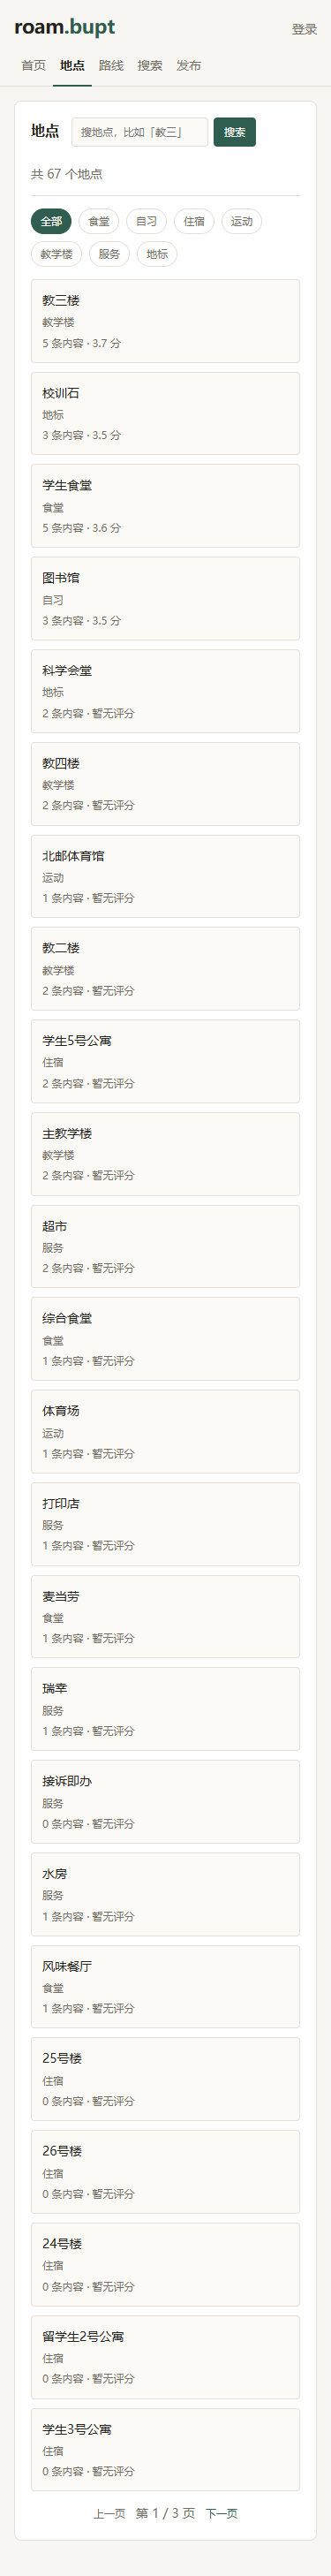 roam.bupt 登录
首页 地点 路线 搜索 发布
地点 搜地点，比如「教三」 搜索
共 67 个地点
全部 食堂 自习 住宿 运动
教学楼 服务 地标
教三楼
教学楼
5 条内容 · 3.7 分
校训石
地标
3 条内容 · 3.5 分
学生食堂
食堂
5 条内容 · 3.6 分
图书馆
自习
3 条内容 · 3.5 分
科学会堂
地标
2 条内容 · 暂无评分
教四楼
教学楼
2 条内容 · 暂无评分
北邮体育馆
运动
1 条内容 · 暂无评分
教二楼
教学楼
2 条内容 · 暂无评分
学生5号公寓
住宿
2 条内容 · 暂无评分
主教学楼
教学楼
2 条内容 · 暂无评分
超市
服务
2 条内容 · 暂无评分
综合食堂
食堂
1 条内容 · 暂无评分
体育场
运动
1 条内容 · 暂无评分
打印店
服务
1 条内容 · 暂无评分
麦当劳
食堂
1 条内容 · 暂无评分
瑞幸
服务
1 条内容 · 暂无评分
接诉即办
服务
0 条内容 · 暂无评分
水房
服务
1 条内容 · 暂无评分
风味餐厅
食堂
1 条内容 · 暂无评分
25号楼
住宿
0 条内容 · 暂无评分
26号楼
住宿
0 条内容 · 暂无评分
24号楼
住宿
0 条内容 · 暂无评分
留学生2号公寓
住宿
0 条内容 · 暂无评分
学生3号公寓
住宿
0 条内容 · 暂无评分
上一页 第 1 / 3 页 下一页